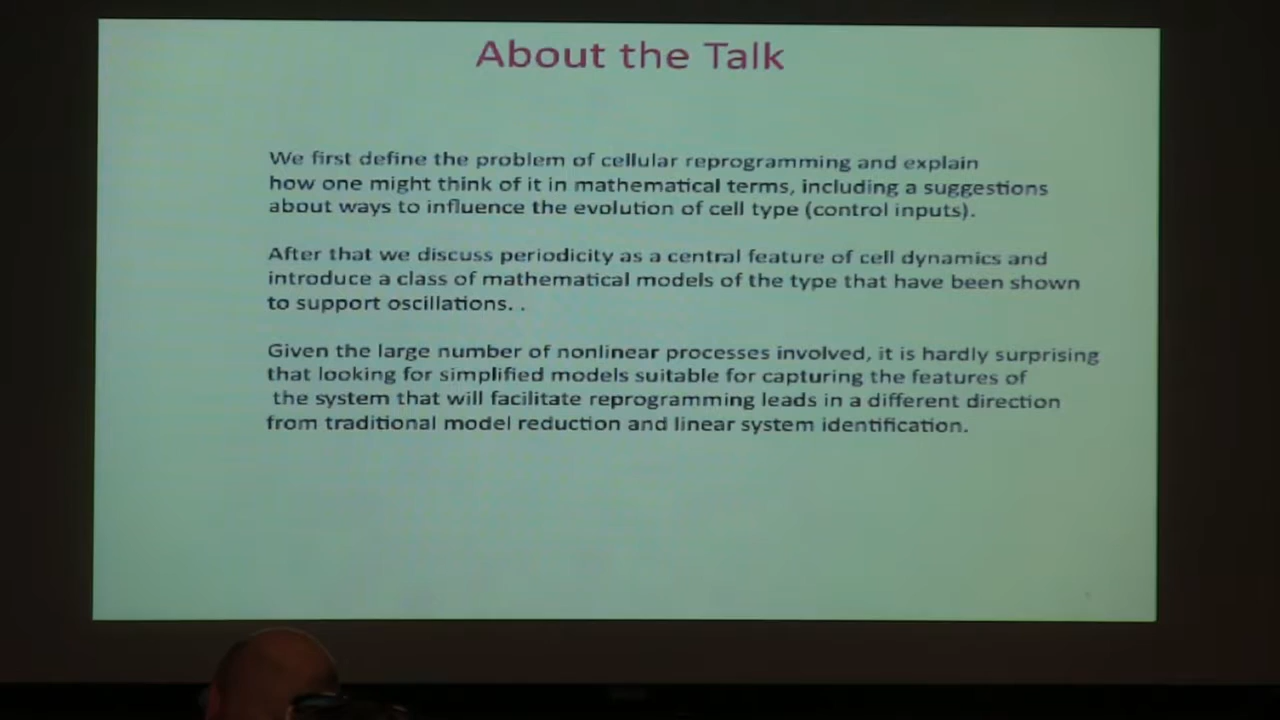 About the Talk
We first define the problem of cellular reprogramming and explain
how one might think of it in mathematical terms, including a suggestions
about ways to influence the evolution of cell type (control inputs).
After that we discuss periodicity as a central feature of cell dynamics and
introduce a class of mathematical models of the type that have been shown
to support oscillations. .
Given the large number of nonlinear processes involved, it is hardly surprising
that looking for simplified models suitable for capturing the features of
the system that will facilitate reprogramming leads in a different direction
from traditional model reduction and linear system identification.